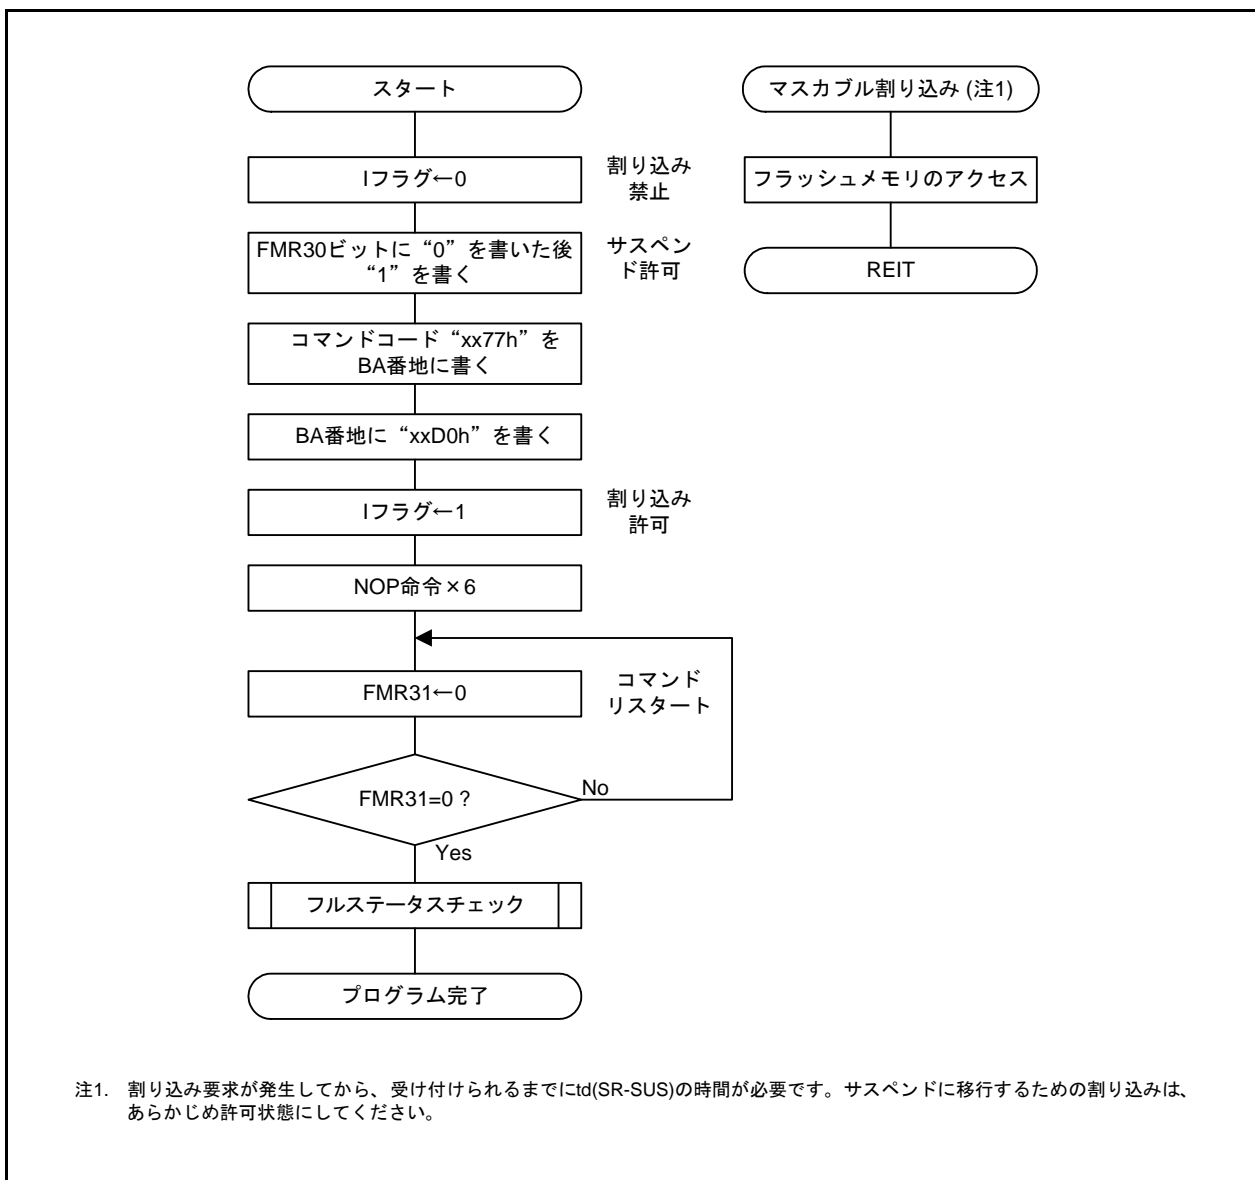 スタート
Iフラグ←0
割り込み
禁止
FMR30ビットに“0”を書いた後
“1”を書く
サスペン
ド許可
コマンドコード“xx77h”を
BA番地に書く
BA番地に“xxD0h”を書く
Iフラグ←1
割り込み
許可
NOP命令×6
FMR31←0
コマンド
リスタート
FMR31=0 ?
No
Yes
フルステータスチェック
プログラム完了
マスカブル割り込み (注1)
フラッシュメモリのアクセス
REIT
注1. 割り込み要求が発生してから、受け付けられるまでにtd(SR-SUS)の時間が必要です。サスペンドに移行するための割り込みは、
あらかじめ許可状態にしてください。